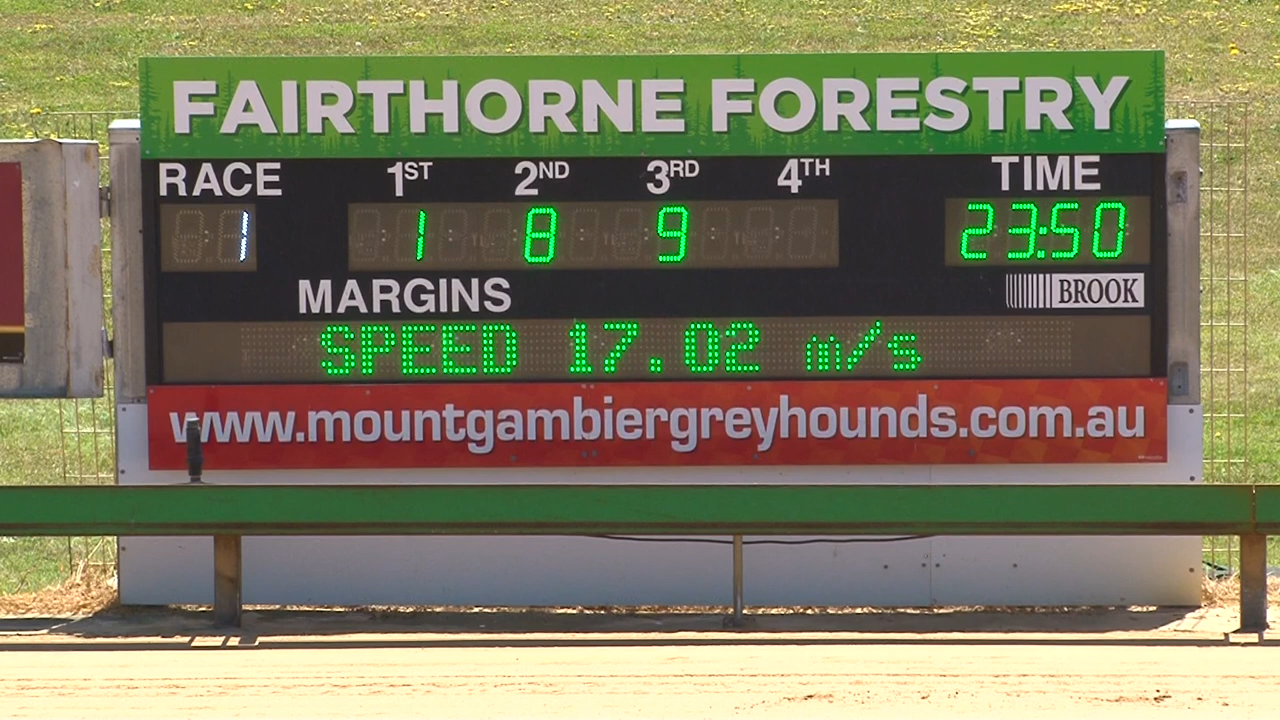 FAIRTHORNE FORESTRY
RACE 1ST 2ND 3RD 4TH TIME
1 1 8 9 23:50
MARGINS BROOK
SPEED 17.02 m/s
www.mountgambiergreyhounds.com.au